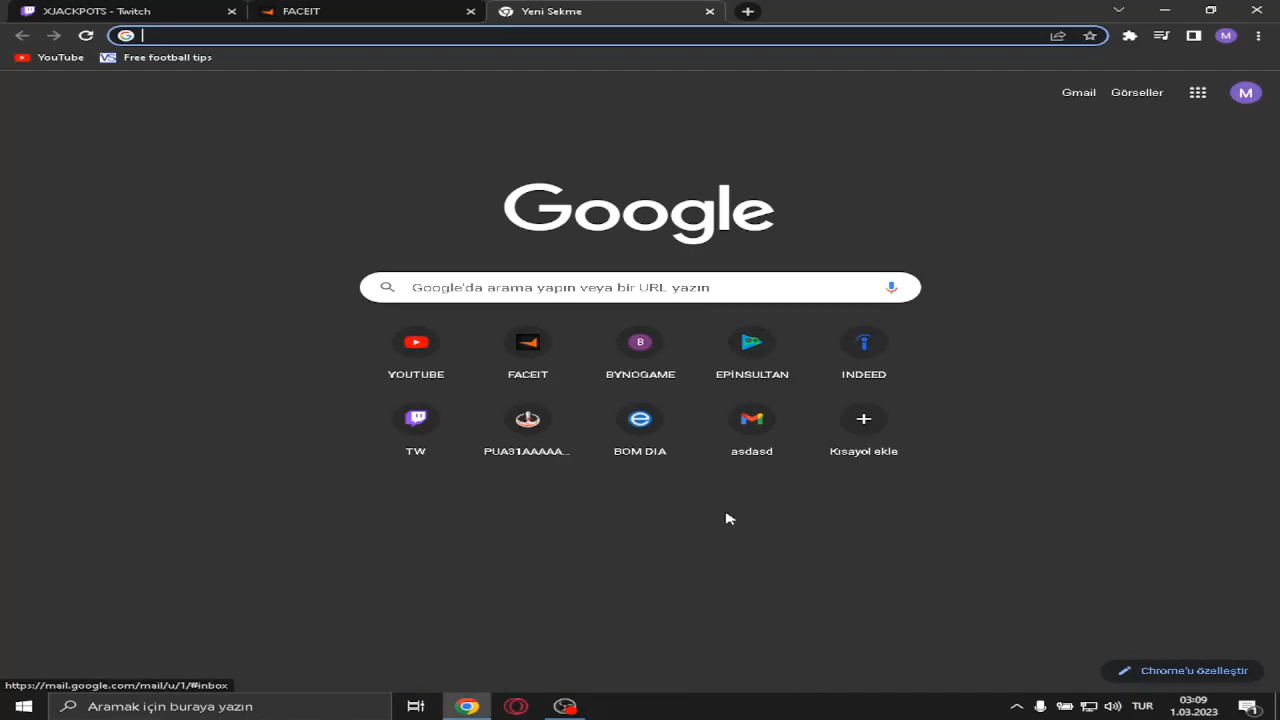 XJACKPOTS - Twitch
FACEIT
Yeni Sekme
YouTube
Free football tips
Gmail
Görseller
M
Google
Google'da arama yapın veya bir URL yazın
YOUTUBE
FACEIT
BYNOGAME
EPİNSULTAN
INDEED
TW
PUA31AAAAA...
BOM DIA
asdasd
Kısayol ekle
Chrome'u özelleştir
https://mail.google.com/mail/u/1/#inbox
Aramak için buraya yazın
TUR
03:09
1.03.2023